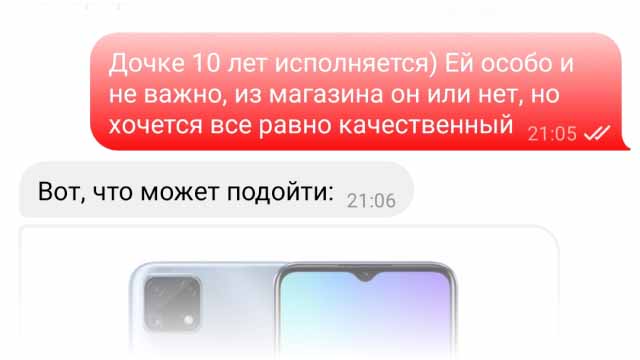 Дочке 10 лет исполняется) Ей особо и
не важно, из магазина он или нет, но
хочется все равно качественный 21:05
Вот, что может подойти: 21:06